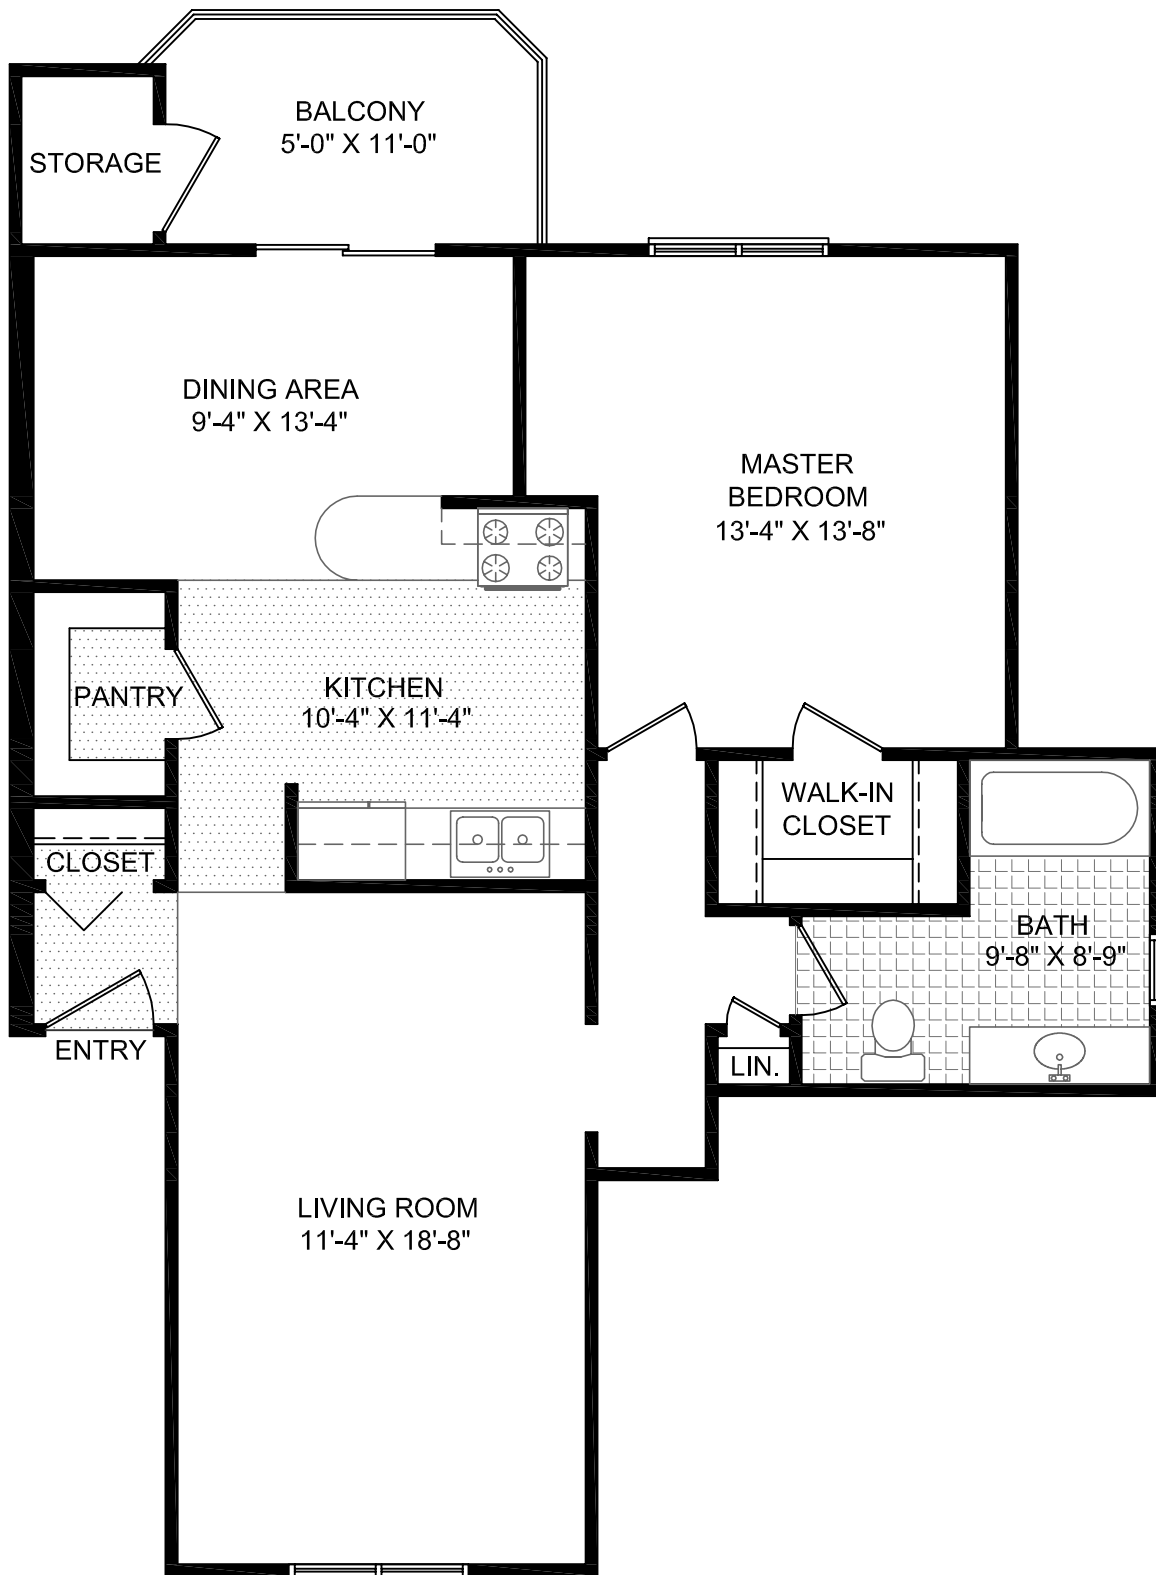 BALCONY
5'-0" X 11'-0"
STORAGE
DINING AREA
9'-4" X 13'-4"
MASTER
BEDROOM
13'-4" X 13'-8"
PANTRY
KITCHEN
10'-4" X 11'-4"
WALK-IN
CLOSET
CLOSET
BATH
9'-8" X 8'-9"
ENTRY
LIN.
LIVING ROOM
11'-4" X 18'-8"